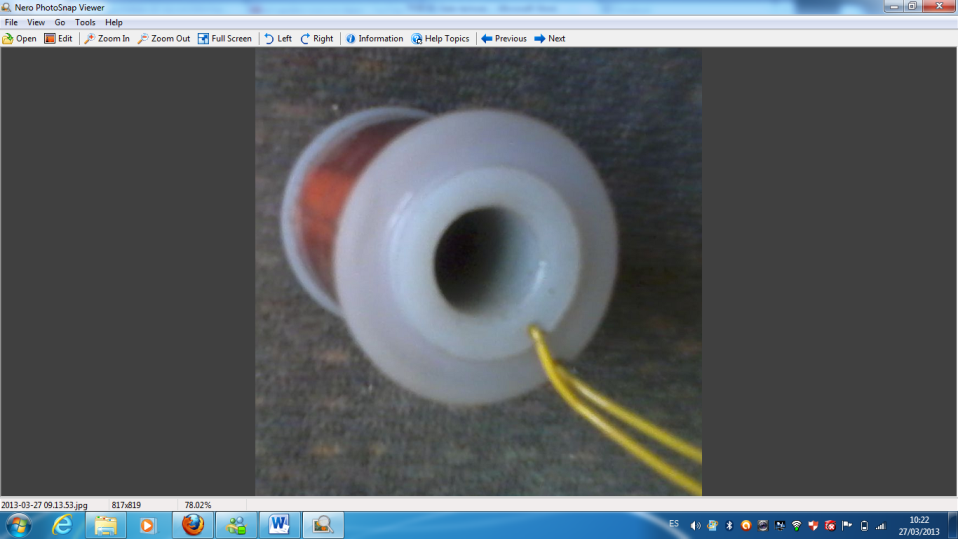 Nero PhotoSnap Viewer
File View Go Tools Help
Open Edit Zoom In Zoom Out Full Screen Left Right Information Help Topics Previous Next
2013-03-27 09.13.53.jpg 817x819 78.02%
ES 10:22
27/03/2013